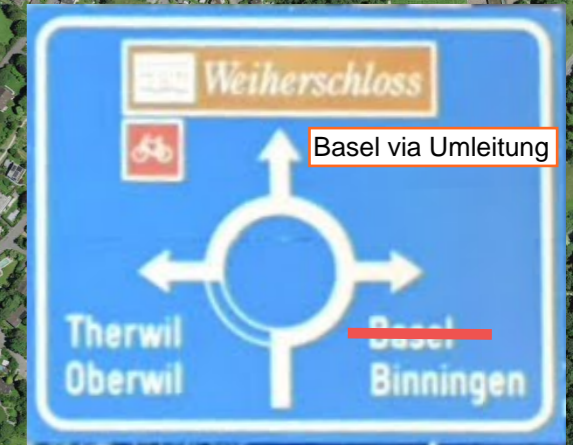 Weiherschloss
Basel via Umleitung
Therwil
Oberwil
Basel
Binningen